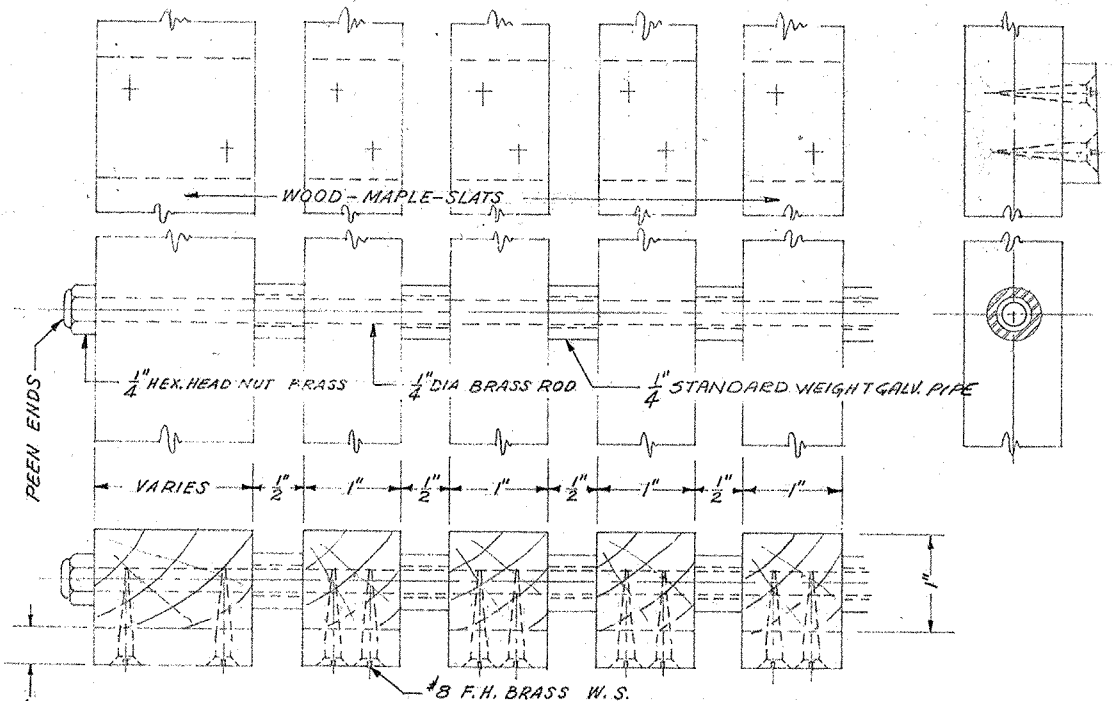 WOOD-MAPLE-SLATS
1/4" HEX. HEAD NUT BRASS
1/4" DIA BRASS ROD
1/4" STANDARD WEIGHT GALV. PIPE
PEEN ENDS
VARIES 1/2" 1" 1/2" 1" 1/2" 1" 1/2" 1"
1"
#8 F.H. BRASS W.S.